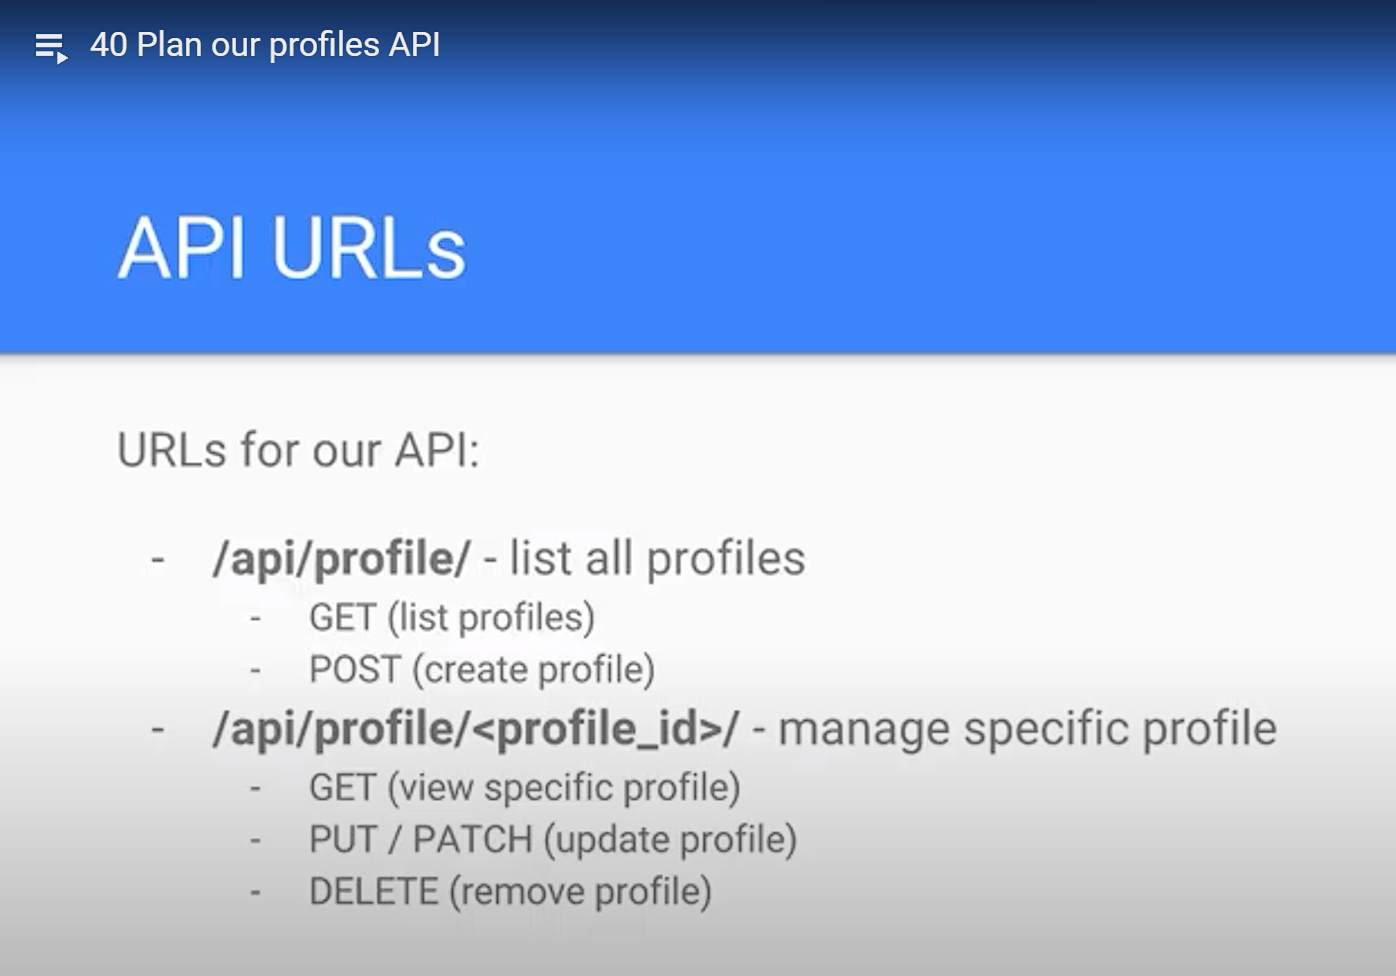 40 Plan our profiles API
API URLs
URLs for our API:
- /api/profile/ - list all profiles
- GET (list profiles)
- POST (create profile)
- /api/profile/<profile_id>/ - manage specific profile
- GET (view specific profile)
- PUT / PATCH (update profile)
- DELETE (remove profile)